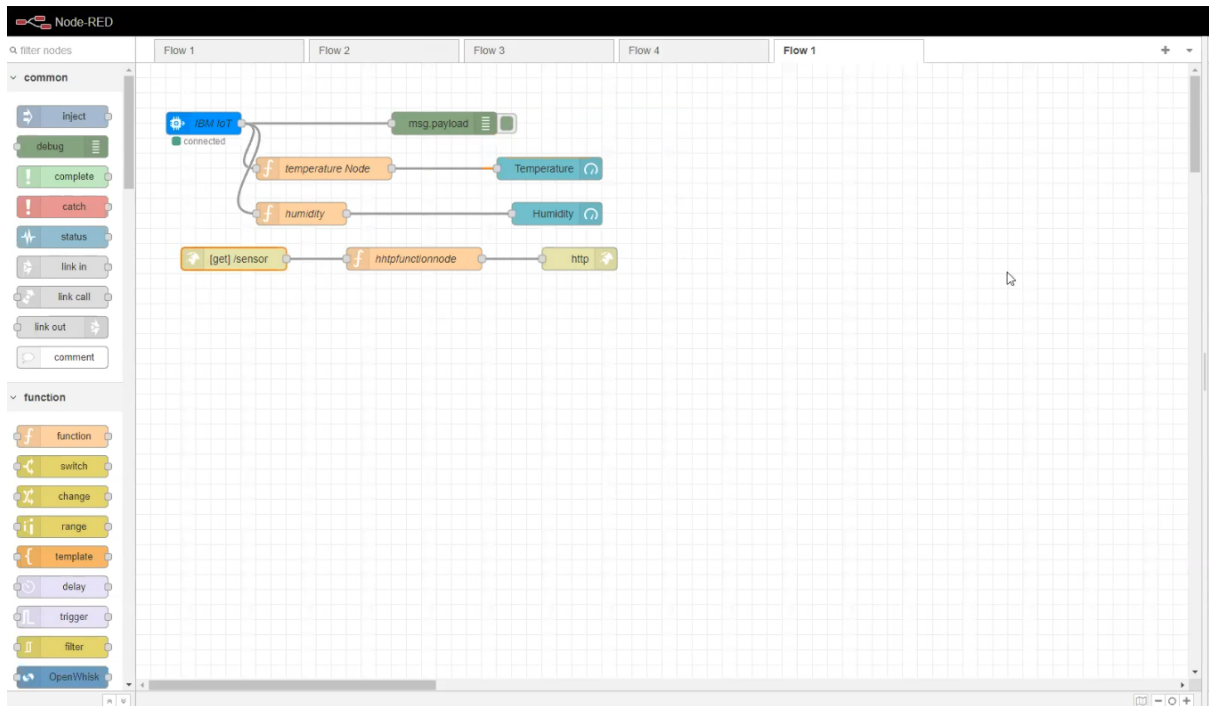 Node-RED
filter nodes
Flow 1
Flow 2
Flow 3
Flow 4
Flow 1
common
inject
debug
complete
catch
status
link in
link call
link out
comment
function
function
switch
change
range
template
delay
trigger
filter
OpenWhisk
IBM IoT
connected
msg.payload
temperature Node
Temperature
humidity
Humidity
[get] /sensor
hhtpfunctionnode
http